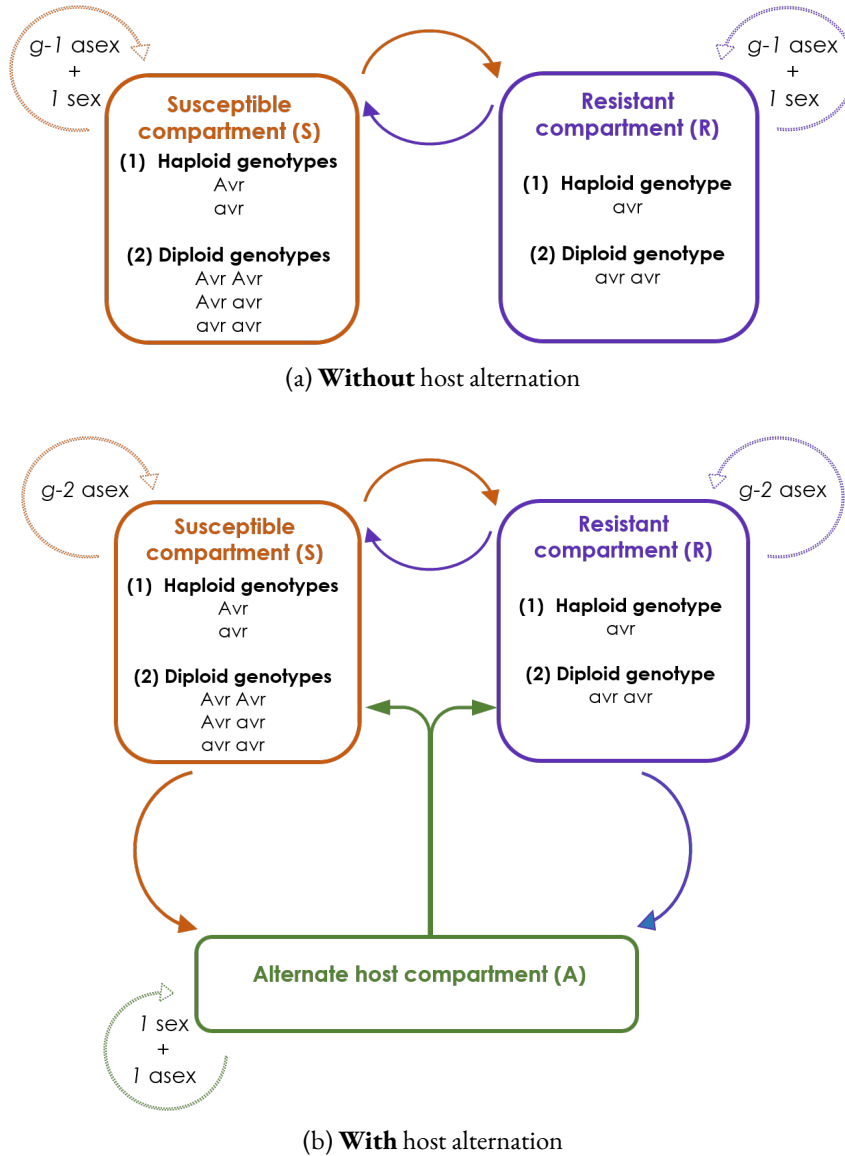 g-1 asex
+
1 sex
Susceptible
compartment (S)
(1) Haploid genotypes
Avr
avr
(2) Diploid genotypes
Avr Avr
Avr avr
avr avr
g-1 asex
+
1 sex
Resistant
compartment (R)
(1) Haploid genotype
avr
(2) Diploid genotype
avr avr
(a) Without host alternation
g-2 asex
Susceptible
compartment (S)
(1) Haploid genotypes
Avr
avr
(2) Diploid genotypes
Avr Avr
Avr avr
avr avr
g-2 asex
Resistant
compartment (R)
(1) Haploid genotype
avr
(2) Diploid genotype
avr avr
Alternate host compartment (A)
1 sex
+
1 asex
(b) With host alternation